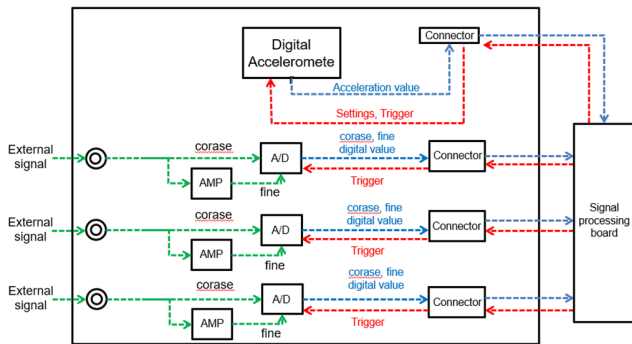 Digital
Acceleromete
Connector
Acceleration value
Settings, Trigger
External
signal
corase
A/D
AMP
fine
corase, fine
digital value
Trigger
Connector
External
signal
corase
A/D
AMP
fine
corase, fine
digital value
Trigger
Connector
External
signal
corase
A/D
AMP
fine
corase, fine
digital value
Trigger
Connector
Signal
processing
board